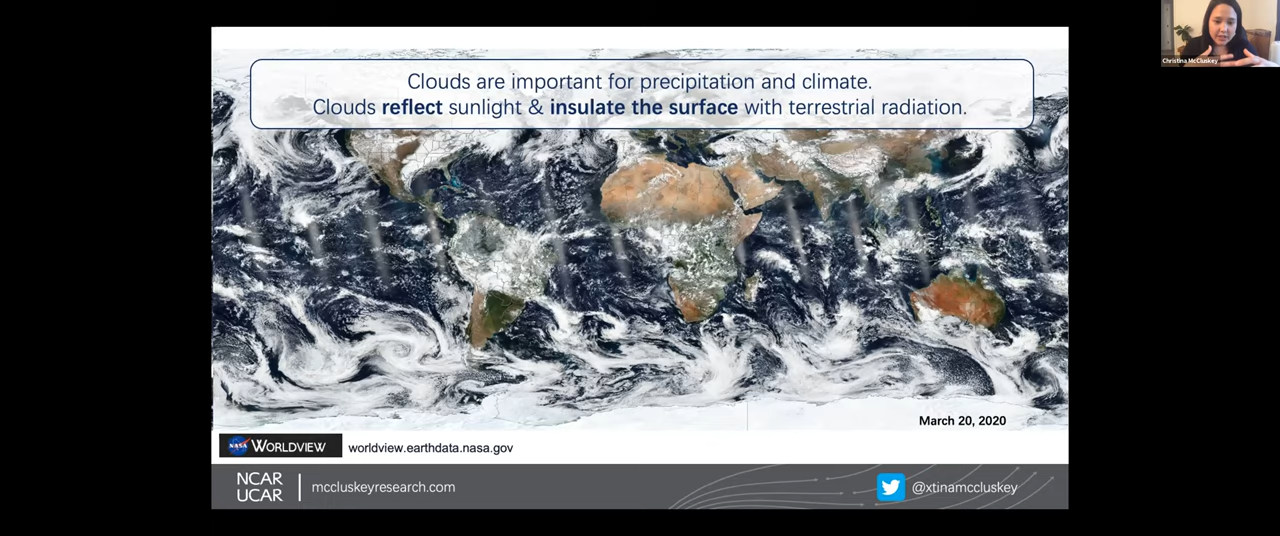 Clouds are important for precipitation and climate.
Clouds reflect sunlight & insulate the surface with terrestrial radiation.
Christina McCluskey
March 20, 2020
NASA WORLDVIEW
worldview.earthdata.nasa.gov
NCAR
UCAR
mccluskeyresearch.com
@xtinamccluskey